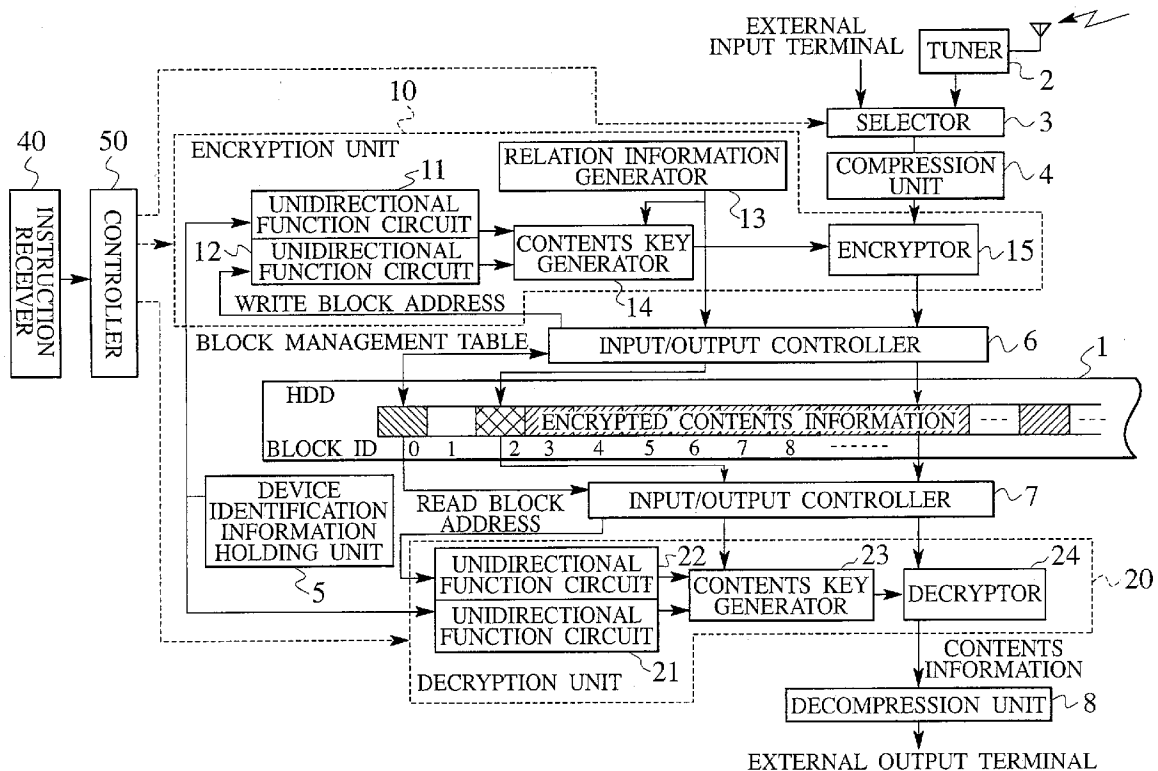 EXTERNAL
INPUT TERMINAL
TUNER
2
SELECTOR
3
COMPRESSION
UNIT
4
10
40
50
INSTRUCTION
RECEIVER
CONTROLLER
ENCRYPTION UNIT
11
UNIDIRECTIONAL
FUNCTION CIRCUIT
12
UNIDIRECTIONAL
FUNCTION CIRCUIT
RELATION INFORMATION
GENERATOR
13
CONTENTS KEY
GENERATOR
14
ENCRYPTOR
15
WRITE BLOCK ADDRESS
BLOCK MANAGEMENT TABLE
INPUT/OUTPUT CONTROLLER
6
1
HDD
ENCRYPTED CONTENTS INFORMATION
BLOCK ID 0 1 2 3 4 5 6 7 8
DEVICE
IDENTIFICATION
INFORMATION
HOLDING UNIT
5
READ BLOCK
ADDRESS
INPUT/OUTPUT CONTROLLER
7
22
UNIDIRECTIONAL
FUNCTION CIRCUIT
UNIDIRECTIONAL
FUNCTION CIRCUIT
21
23
CONTENTS KEY
GENERATOR
24
DECRYPTOR
20
DECRYPTION UNIT
CONTENTS
INFORMATION
DECOMPRESSION UNIT
8
EXTERNAL OUTPUT TERMINAL